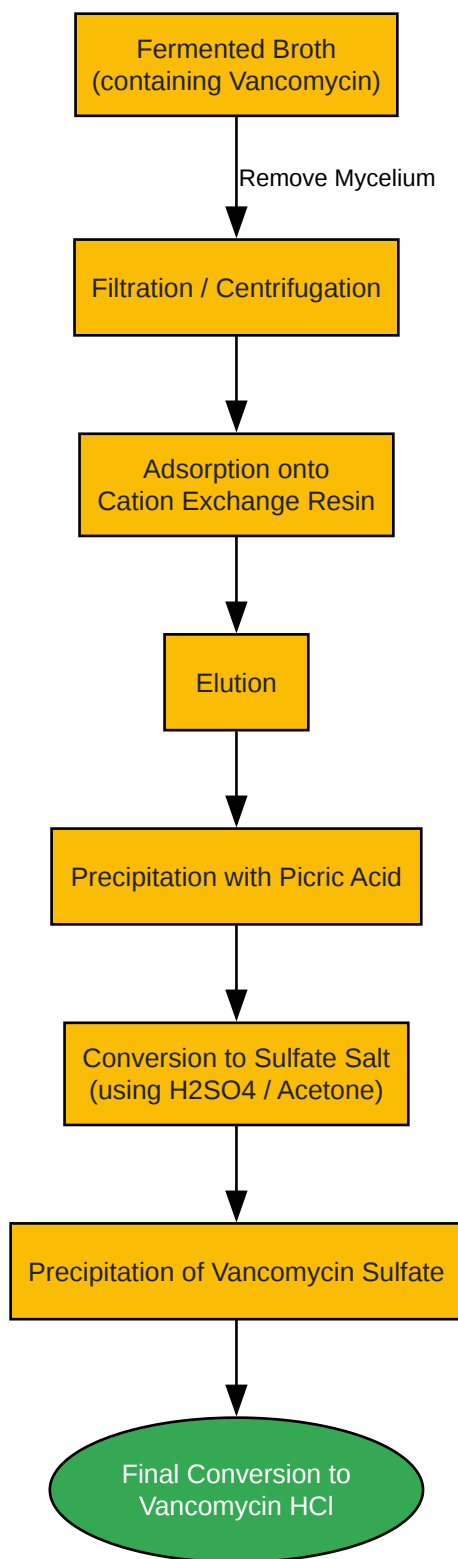 Fermented Broth
(containing Vancomycin)
Remove Mycelium
Filtration / Centrifugation
Adsorption onto
Cation Exchange Resin
Elution
Precipitation with Picric Acid
Conversion to Sulfate Salt
(using H2SO4 / Acetone)
Precipitation of Vancomycin Sulfate
Final Conversion to
Vancomycin HCl